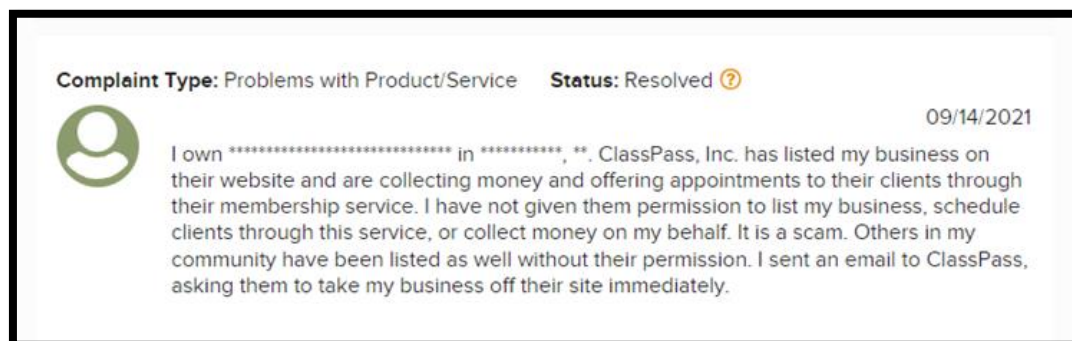 Complaint Type: Problems with Product/Service Status: Resolved ?
09/14/2021
I own ****************************** in ***********, **. ClassPass, Inc. has listed my business on
their website and are collecting money and offering appointments to their clients through
their membership service. I have not given them permission to list my business, schedule
clients through this service, or collect money on my behalf. It is a scam. Others in my
community have been listed as well without their permission. I sent an email to ClassPass,
asking them to take my business off their site immediately.